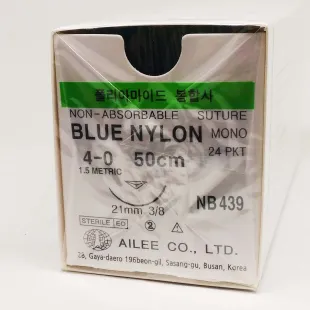 폴리아마이드 봉합사
NON-ABSORBABLE SUTURE
BLUE NYLON MONO
4-0 50cm 24 PKT
1.5 METRIC
21mm 3/8 NB439
STERILE EO 2
AILEE CO., LTD.
28, Gaya-daero 196beon-gil, Sasang-gu, Busan, Korea